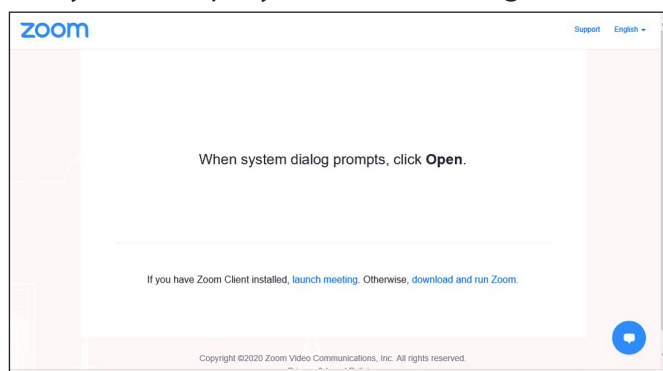 zoom
Support English
When system dialog prompts, click Open.
If you have Zoom Client installed, launch meeting. Otherwise, download and run Zoom.
Copyright ©2020 Zoom Video Communications, Inc. All rights reserved.